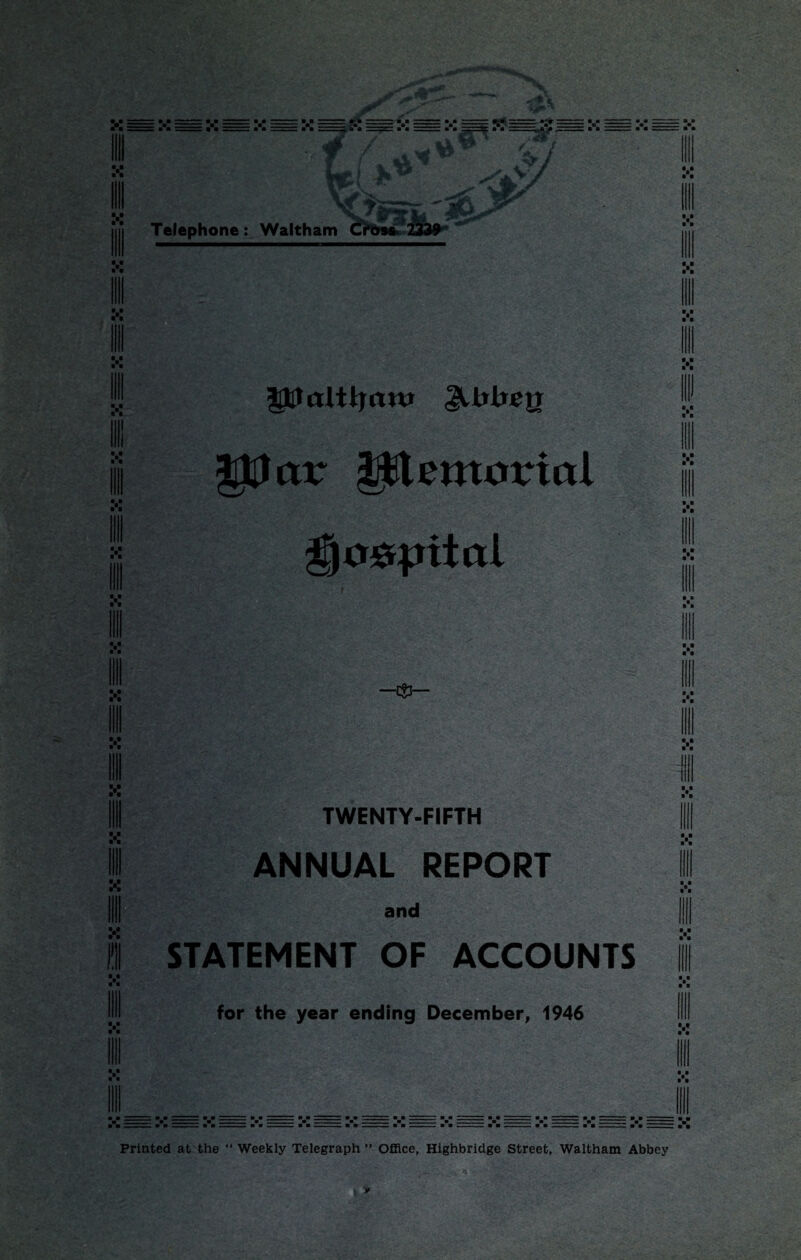 Telephone: Waltham Cross 2339
Waltham Abbey
War Memorial
Hospital
TWENTY-FIFTH
ANNUAL REPORT
and
STATEMENT OF ACCOUNTS
for the year ending December, 1946
Printed at the " Weekly Telegraph " Office, Highbridge Street, Waltham Abbey